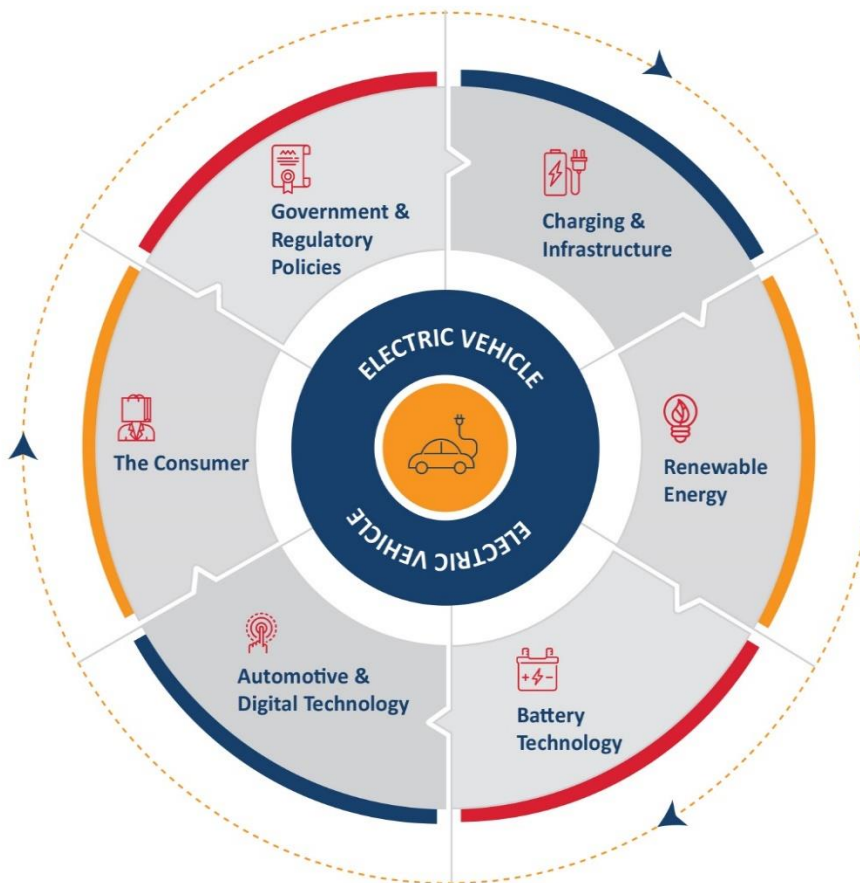 Government &
Regulatory
Policies
Charging &
Infrastructure
ELECTRIC VEHICLE
The Consumer
Renewable
Energy
ELECTRIC VEHICLE
Automotive &
Digital Technology
Battery
Technology